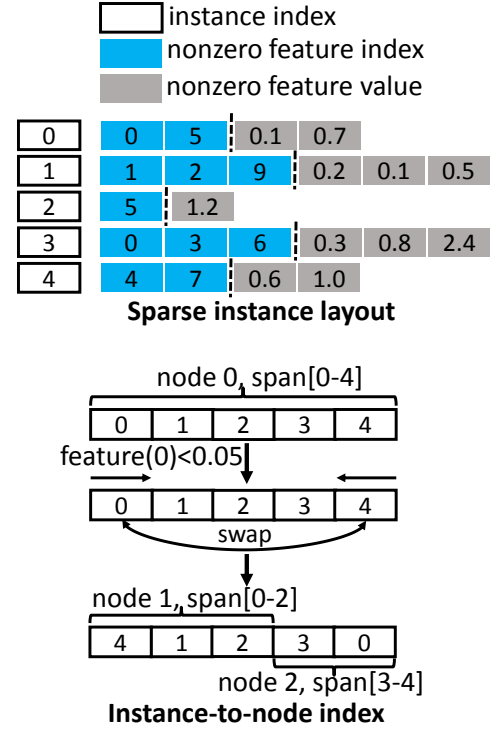 instance index
nonzero feature index
nonzero feature value
0 0 5 0.1 0.7
1 1 2 9 0.2 0.1 0.5
2 5 1.2
3 0 3 6 0.3 0.8 2.4
4 4 7 0.6 1.0
Sparse instance layout
node 0, span[0-4]
0 1 2 3 4
feature(0)<0.05
0 1 2 3 4
swap
node 1, span[0-2]
4 1 2 3 0
node 2, span[3-4]
Instance-to-node index